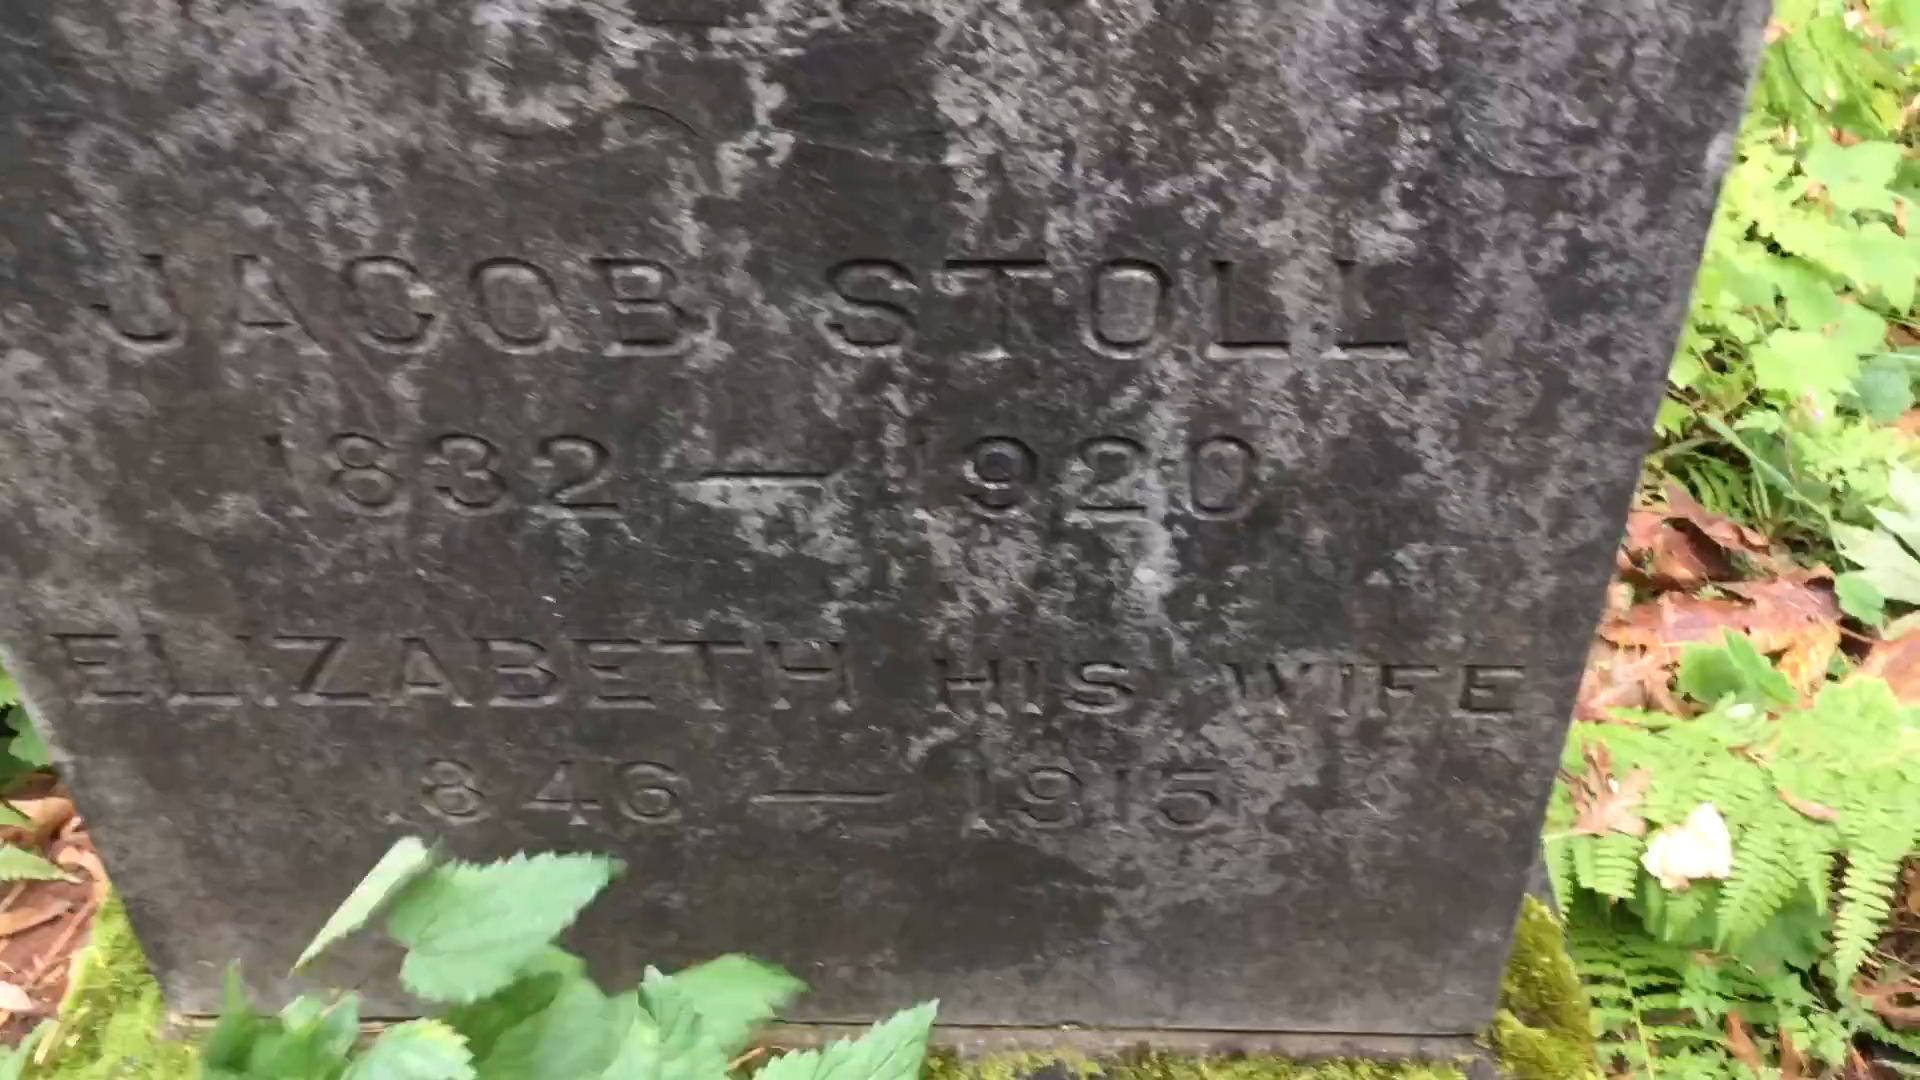 JACOB STOLL
1832 — 1920
ELIZABETH HIS WIFE
1846 — 1915